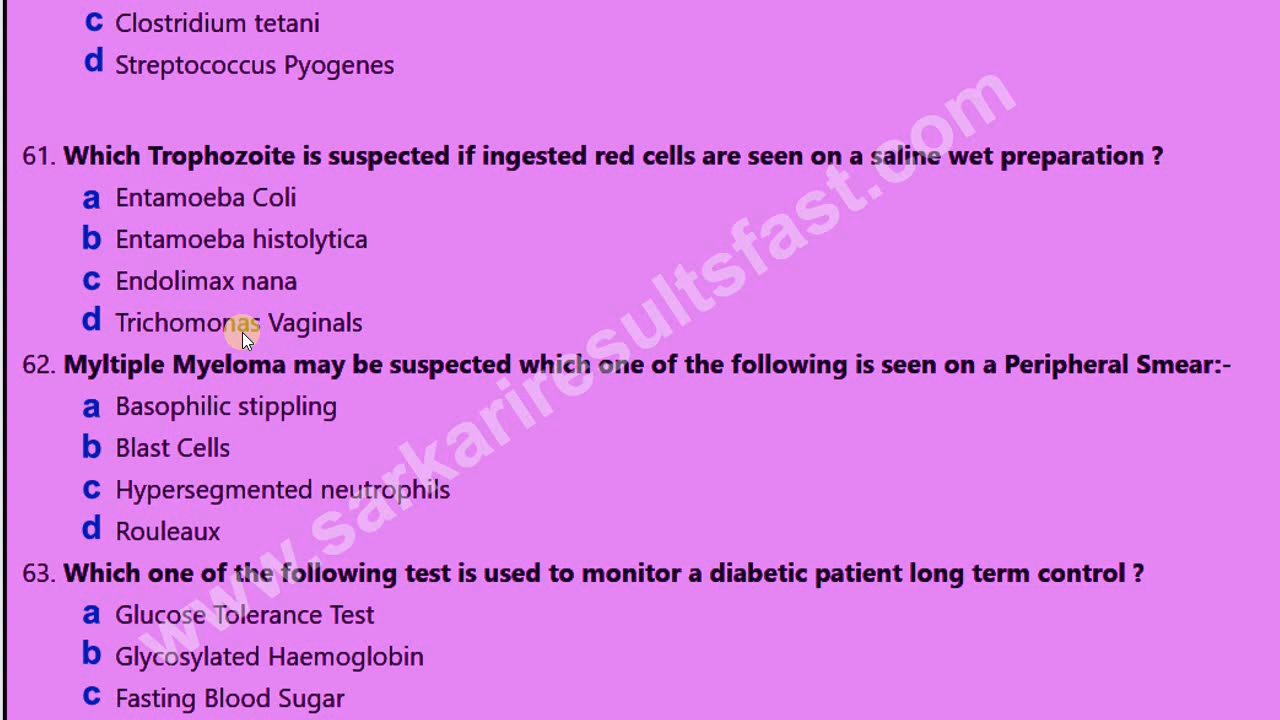 c Clostridium tetani
d Streptococcus Pyogenes
61. Which Trophozoite is suspected if ingested red cells are seen on a saline wet preparation ?
a Entamoeba Coli
b Entamoeba histolytica
c Endolimax nana
d Trichomonas Vaginals
62. Myltiple Myeloma may be suspected which one of the following is seen on a Peripheral Smear:-
a Basophilic stippling
b Blast Cells
c Hypersegmented neutrophils
d Rouleaux
63. Which one of the following test is used to monitor a diabetic patient long term control ?
a Glucose Tolerance Test
b Glycosylated Haemoglobin
c Fasting Blood Sugar
www.sarkariresultsfast.com